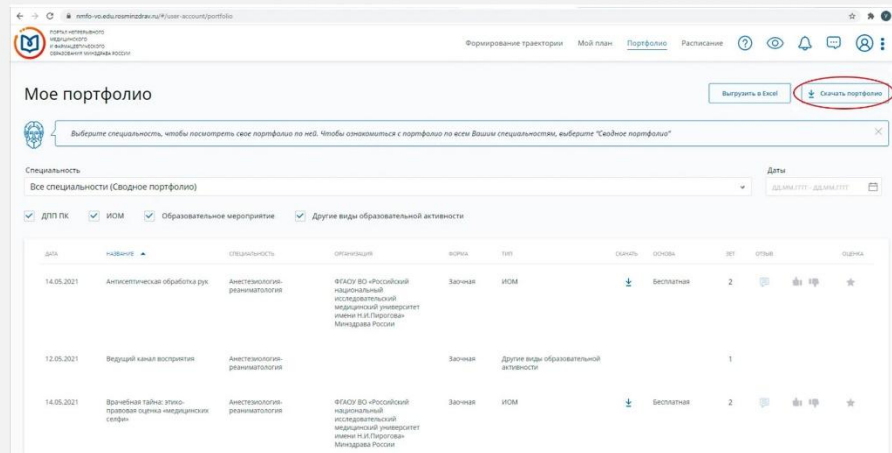 nmfo-vo.edu.rosminzdrav.ru/#/user-account/portfolio
ПОРТАЛ НЕПРЕРЫВНОГО
МЕДИЦИНСКОГО
И ФАРМАЦЕВТИЧЕСКОГО
ОБРАЗОВАНИЯ МИНЗДРАВА РОССИИ
Формирование траектории Мой план Портфолио Расписание
Мое портфолио
Выгрузить в Excel
Скачать портфолио
Выберите специальность, чтобы посмотреть свое портфолио по ней. Чтобы ознакомиться с портфолио по всем Вашим специальностям, выберите "Сводное портфолио"
Специальность
Даты
Все специальности (Сводное портфолио)
ДД.ММ.ГГГГ - ДД.ММ.ГГГГ
ДПП ПК ИОМ Образовательное мероприятие Другие виды образовательной активности
ДАТА НАЗВАНИЕ СПЕЦИАЛЬНОСТЬ ОРГАНИЗАЦИЯ ФОРМА ТИП СКАЧАТЬ ОСНОВА ЗЕТ ОТЗЫВ ОЦЕНКА
14.05.2021 Антисептическая обработка рук Анестезиология- ФГАОУ ВО «Российский Заочная ИОМ Бесплатная 2
реаниматология национальный
исследовательский
медицинский университет
имени Н.И.Пирогова»
Минздрава России
12.05.2021 Ведущий канал восприятия Анестезиология- Заочная Другие виды образовательной 1
реаниматология активности
14.05.2021 Врачебная тайна: этико- Анестезиология- ФГАОУ ВО «Российский Заочная ИОМ Бесплатная 2
правовая оценка «медицинских реаниматология национальный
селфи» исследовательский
медицинский университет
имени Н.И.Пирогова»
Минздрава России